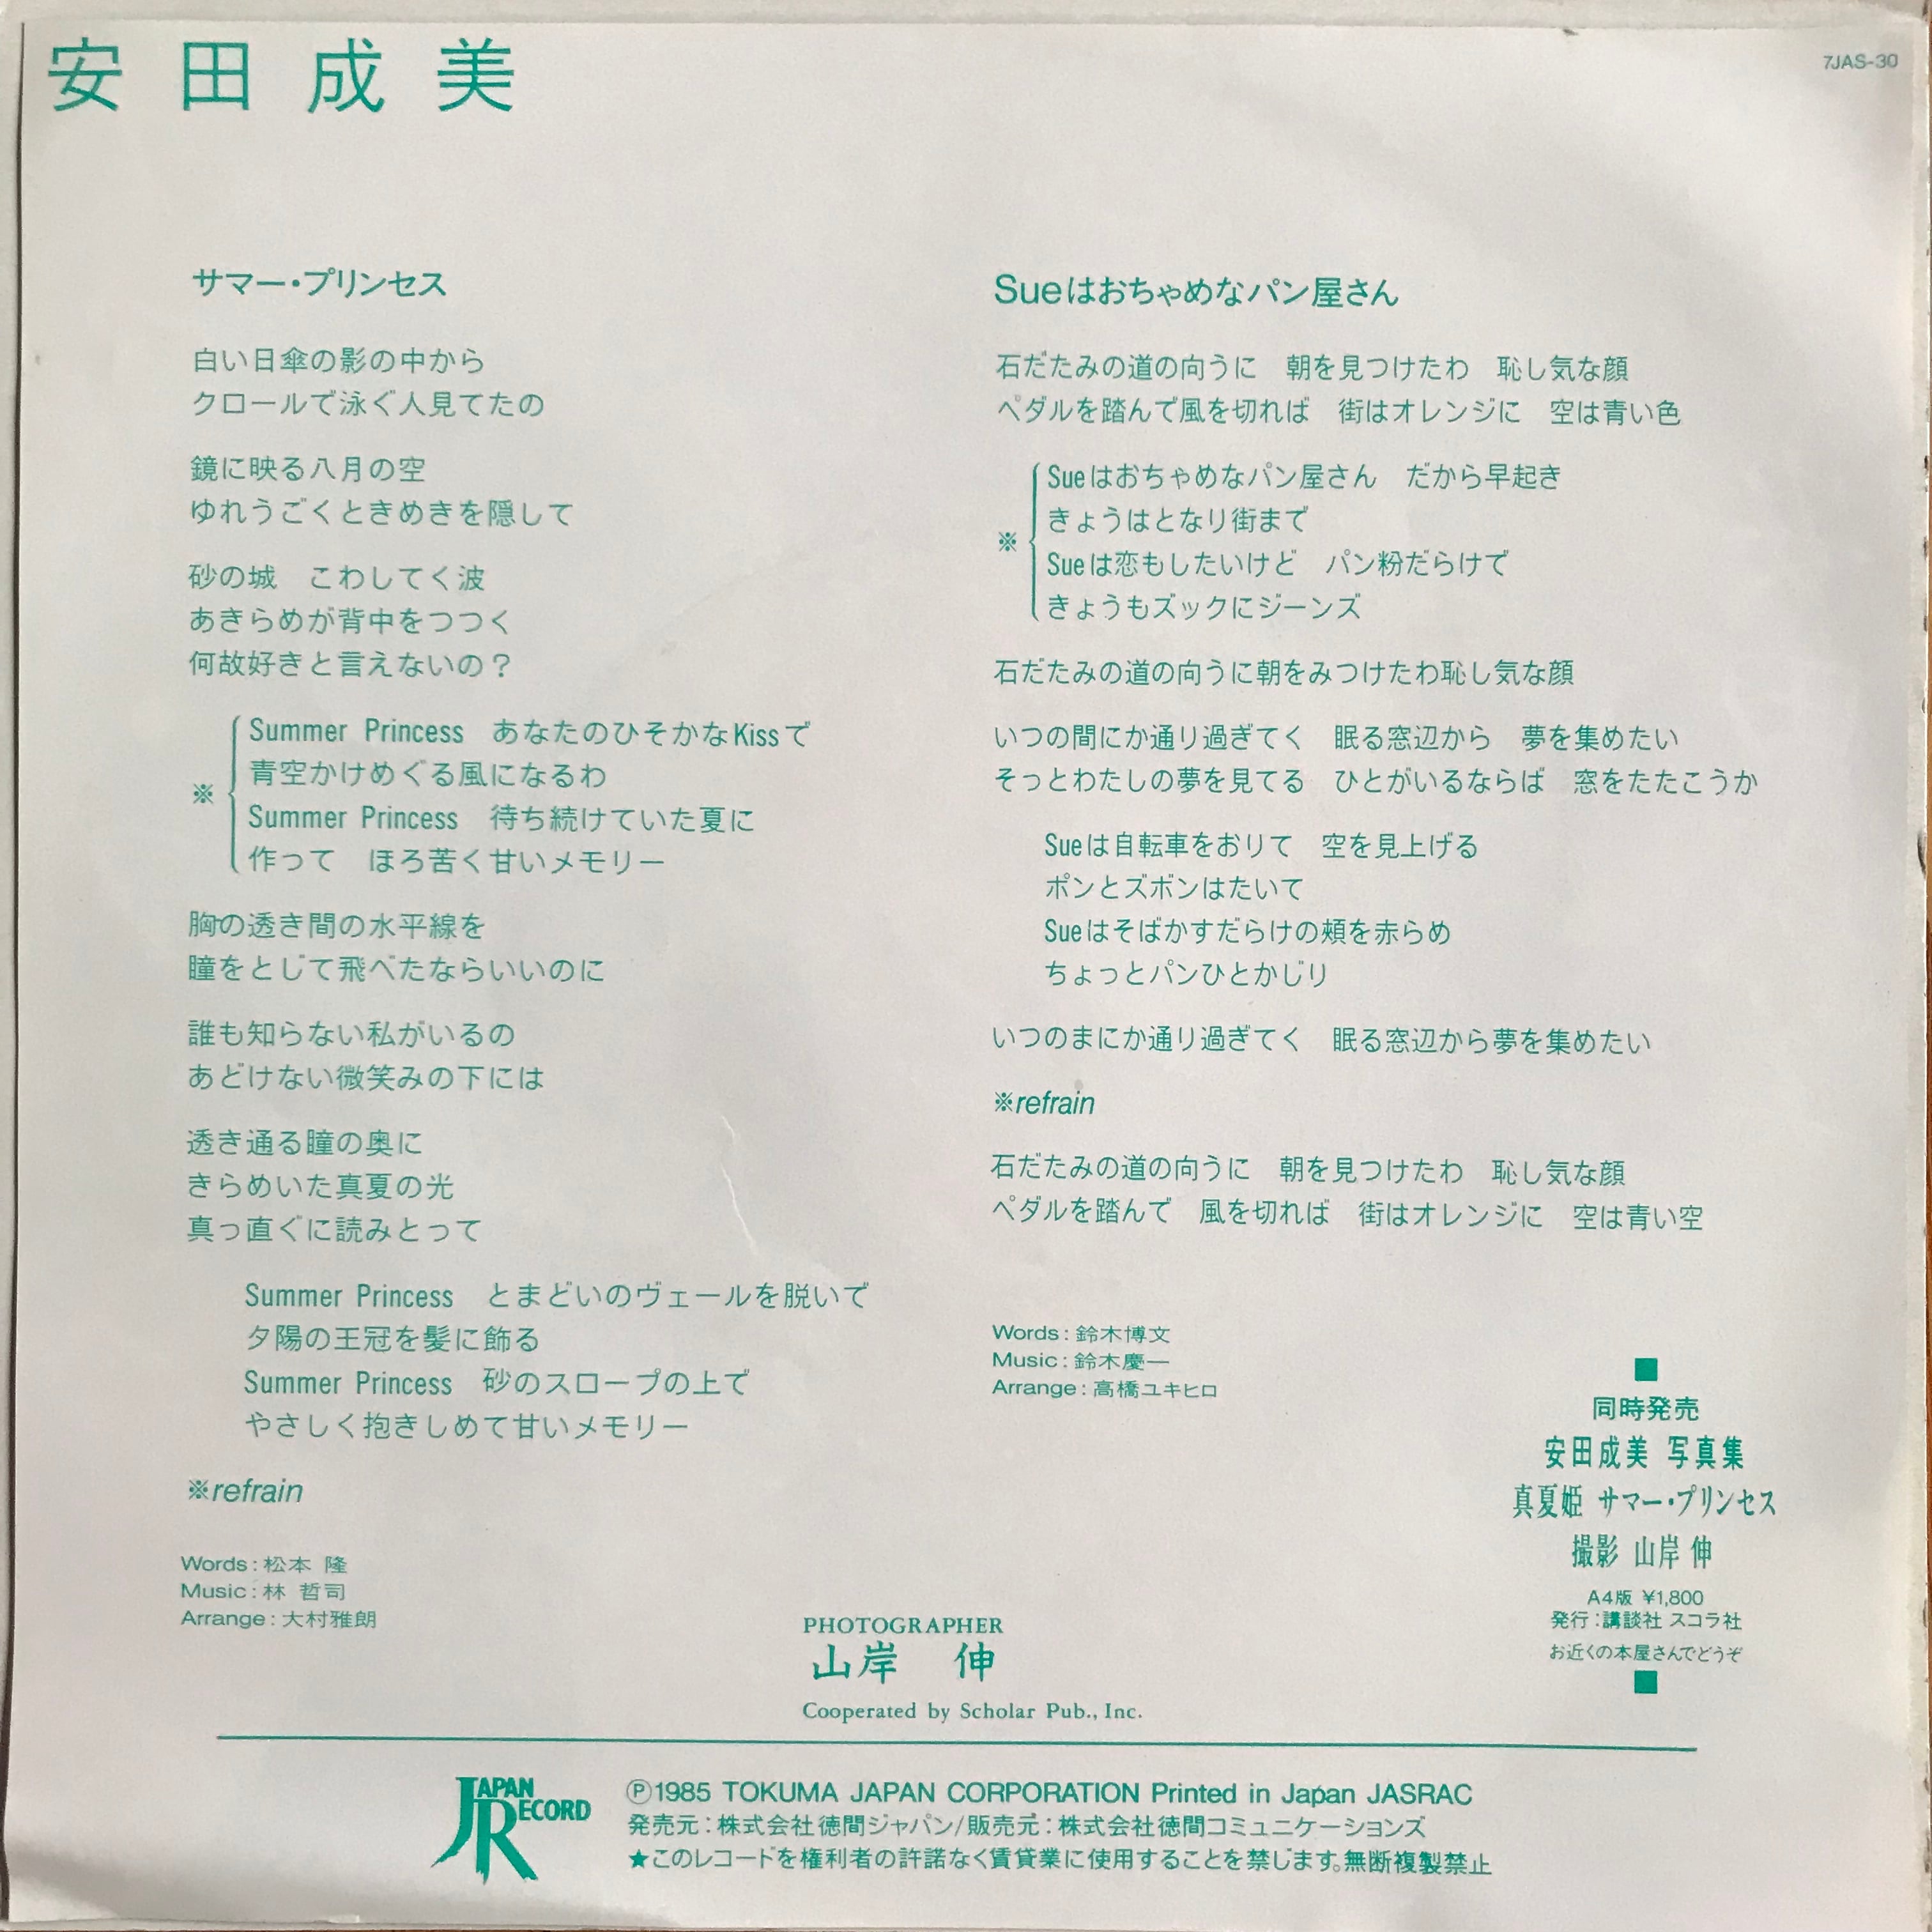 安田成美
7JAS-30
サマー・プリンセス
白い日傘の影の中から
クロールで泳ぐ人見てたの
鏡に映る八月の空
ゆれうごくときめきを隠して
砂の城　こわしてく波
あきらめが背中をつつく
何故好きと言えないの？
※
Summer Princess　あなたのひそかなKissで
青空かけめぐる風になるわ
Summer Princess　待ち続けていた夏に
作って　ほろ苦く甘いメモリー
胸の透き間の水平線を
瞳をとじて飛べたならいいのに
誰も知らない私がいるの
あどけない微笑みの下には
透き通る瞳の奥に
きらめいた真夏の光
真っ直ぐに読みとって
Summer Princess　とまどいのヴェールを脱いで
夕陽の王冠を髪に飾る
Summer Princess　砂のスロープの上で
やさしく抱きしめて甘いメモリー
※refrain
Words：松本 隆
Music：林 哲司
Arrange：大村雅朗
Sueはおちゃめなパン屋さん
石だたみの道の向うに　朝を見つけたわ　恥し気な顔
ペダルを踏んで風を切れば　街はオレンジに　空は青い色
※
Sueはおちゃめなパン屋さん　だから早起き
きょうはとなり街まで
Sueは恋もしたいけど　パン粉だらけで
きょうもズックにジーンズ
石だたみの道の向うに朝をみつけたわ恥し気な顔
いつの間にか通り過ぎてく　眠る窓辺から　夢を集めたい
そっとわたしの夢を見てる　ひとがいるならば　窓をたたこうか
Sueは自転車をおりて　空を見上げる
ポンとズボンはたいて
Sueはそばかすだらけの頬を赤らめ
ちょっとパンひとかじり
いつのまにか通り過ぎてく　眠る窓辺から夢を集めたい
※refrain
石だたみの道の向うに　朝を見つけたわ　恥し気な顔
ペダルを踏んで　風を切れば　街はオレンジに　空は青い空
Words：鈴木博文
Music：鈴木慶一
Arrange：高橋ユキヒロ
■
同時発売
安田成美 写真集
真夏姫 サマー・プリンセス
撮影 山岸 伸
A4版 ¥1,800
発行：講談社 スコラ社
お近くの本屋さんでどうぞ
■
PHOTOGRAPHER
山岸　伸
Cooperated by Scholar Pub., Inc.
JAPAN RECORD
Ⓟ1985 TOKUMA JAPAN CORPORATION Printed in Japan JASRAC
発売元：株式会社徳間ジャパン/販売元：株式会社徳間コミュニケーションズ
★このレコードを権利者の許諾なく賃貸業に使用することを禁じます。無断複製禁止